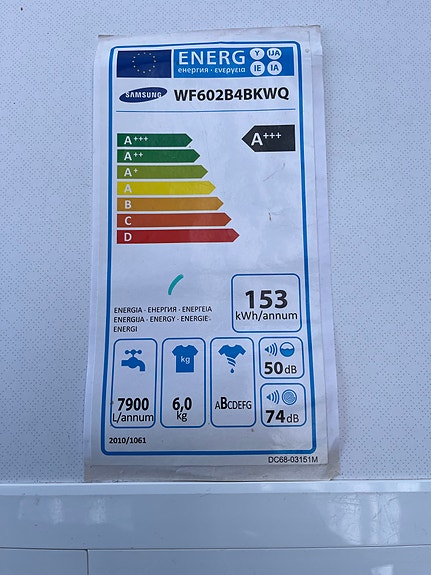 ENERG Y UA
енергия · ενεργεια IE IA
SAMSUNG WF602B4BKWQ
A+++ A+++
A++
A+
A
B
C
D
ENERGIA · ЕНЕРГИЯ · ΕΝΕΡΓΕΙΑ
ENERGIJA · ENERGY · ENERGIE·
ENERGI
153
kWh/annum
7900
L/annum
kg
6,0
kg
ABCDEFG
50dB
74dB
2010/1061
DC68-03151M